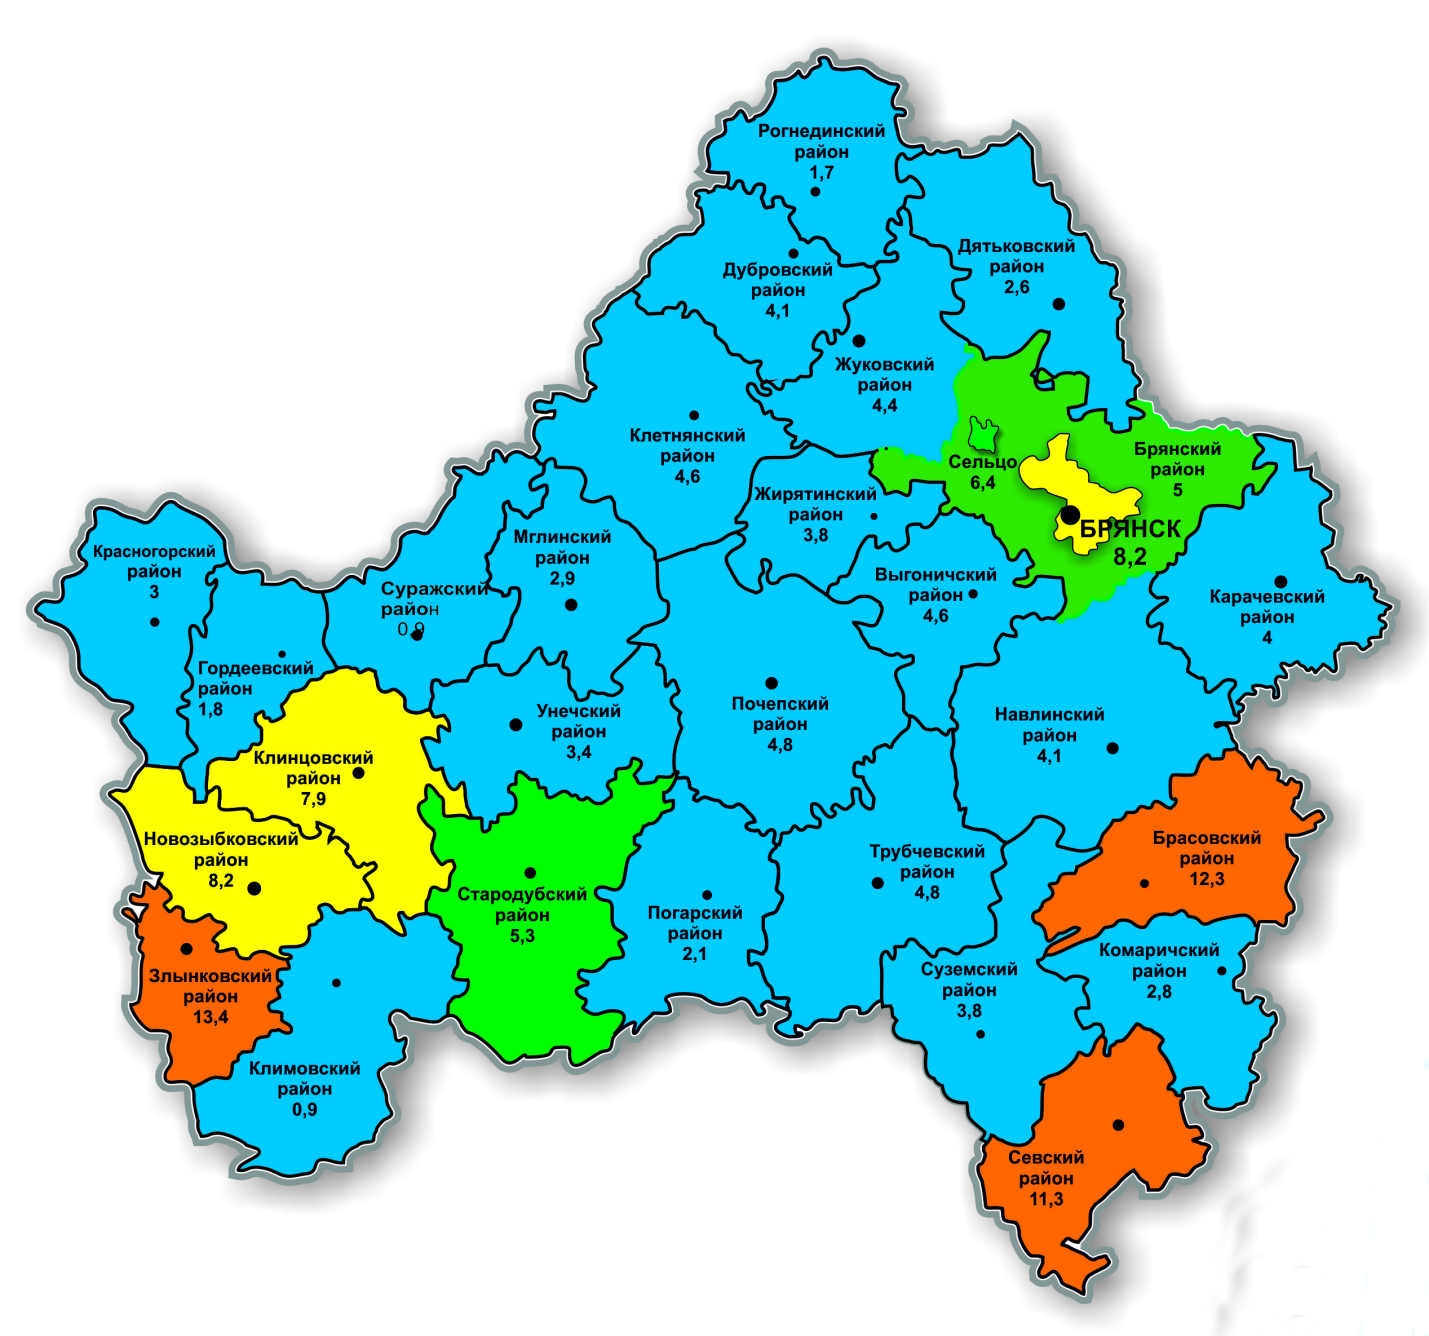 Рогнединский
район
1,7
Дятьковский
район
2,6
Дубровский
район
4,1
Жуковский
район
4,4
Клетнянский
район
4,6
Сельцо
6,4
Брянский
район
5
БРЯНСК
8,2
Жирятинский
район
3,8
Мглинский
район
2,9
Красногорский
район
3
Суражский
район
0,9
Выгоничский
район
4,6
Карачевский
район
4
Гордеевский
район
1,8
Унечский
район
3,4
Почепский
район
4,8
Навлинский
район
4,1
Клинцовский
район
7,9
Новозыбковский
район
8,2
Стародубский
район
5,3
Погарский
район
2,1
Трубчевский
район
4,8
Брасовский
район
12,3
Злынковский
район
13,4
Суземский
район
3,8
Комаричский
район
2,8
Климовский
район
0,9
Севский
район
11,3